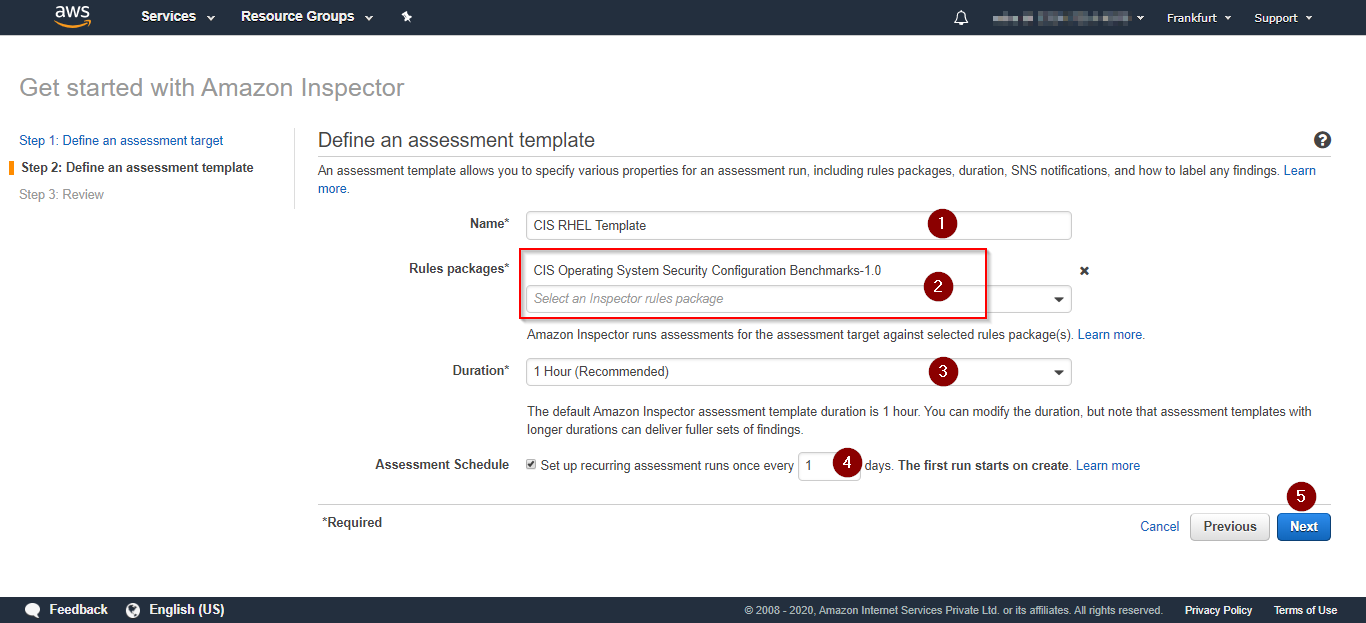 aws
Services
Resource Groups
Frankfurt
Support
Get started with Amazon Inspector
Step 1: Define an assessment target
Step 2: Define an assessment template
Step 3: Review
Define an assessment template
?
An assessment template allows you to specify various properties for an assessment run, including rules packages, duration, SNS notifications, and how to label any findings. Learn
more.
Name* CIS RHEL Template 1
Rules packages* CIS Operating System Security Configuration Benchmarks-1.0
2
Select an Inspector rules package
Amazon Inspector runs assessments for the assessment target against selected rules package(s). Learn more.
Duration* 1 Hour (Recommended) 3
The default Amazon Inspector assessment template duration is 1 hour. You can modify the duration, but note that assessment templates with
longer durations can deliver fuller sets of findings.
Assessment Schedule Set up recurring assessment runs once every 1 4 days. The first run starts on create. Learn more
5
*Required
Cancel
Previous
Next
Feedback
English (US)
© 2008 - 2020, Amazon Internet Services Private Ltd. or its affiliates. All rights reserved.
Privacy Policy
Terms of Use